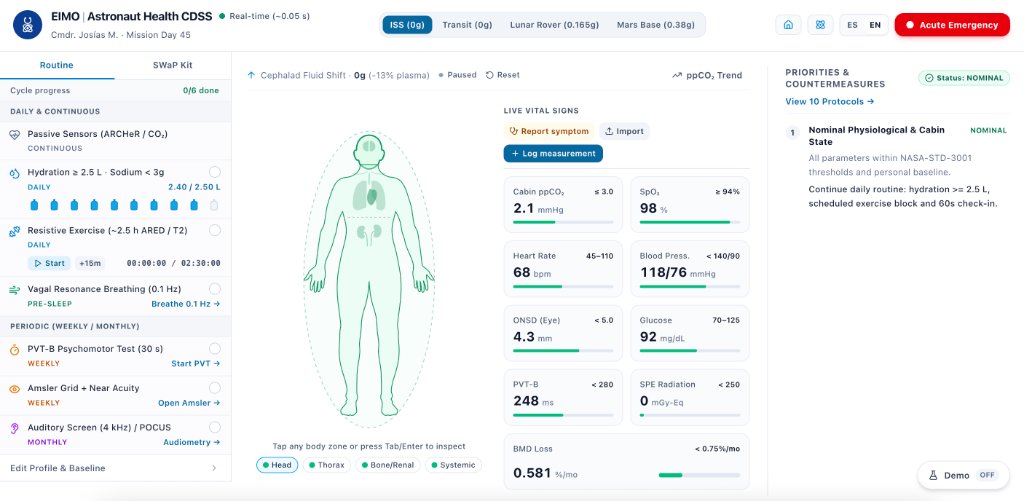 EIMO | Astronaut Health CDSS
Real-time (~0.05 s)
Cmdr. Josías M. · Mission Day 45
ISS (0g)
Transit (0g)
Lunar Rover (0.165g)
Mars Base (0.38g)
ES
EN
Acute Emergency
Routine
SWaP Kit
Cycle progress
0/6 done
DAILY & CONTINUOUS
Passive Sensors (ARCHeR / CO₂)
CONTINUOUS
Hydration ≥ 2.5 L · Sodium < 3g
DAILY
2.40 / 2.50 L
Resistive Exercise (~2.5 h ARED / T2)
DAILY
Start
+15m
00:00:00 / 02:30:00
Vagal Resonance Breathing (0.1 Hz)
PRE-SLEEP
Breathe 0.1 Hz →
PERIODIC (WEEKLY / MONTHLY)
PVT-B Psychomotor Test (30 s)
WEEKLY
Start PVT →
Amsler Grid + Near Acuity
WEEKLY
Open Amsler →
Auditory Screen (4 kHz) / POCUS
MONTHLY
Audiometry →
Edit Profile & Baseline
↑ Cephalad Fluid Shift · 0g (-13% plasma)
Paused
Reset
ppCO₂ Trend
Tap any body zone or press Tab/Enter to inspect
Head
Thorax
Bone/Renal
Systemic
LIVE VITAL SIGNS
Report symptom
Import
+ Log measurement
Cabin ppCO₂
≤ 3.0
2.1 mmHg
SpO₂
≥ 94%
98 %
Heart Rate
45–110
68 bpm
Blood Press.
< 140/90
118/76 mmHg
ONSD (Eye)
< 5.0
4.3 mm
Glucose
70–125
92 mg/dL
PVT-B
< 280
248 ms
SPE Radiation
< 250
0 mGy-Eq
BMD Loss
< 0.75%/mo
0.581 %/mo
PRIORITIES &
COUNTERMEASURES
Status: NOMINAL
View 10 Protocols →
1
Nominal Physiological & Cabin
State
NOMINAL
All parameters within NASA-STD-3001
thresholds and personal baseline.
Continue daily routine: hydration >= 2.5 L,
scheduled exercise block and 60s check-in.
Demo
OFF